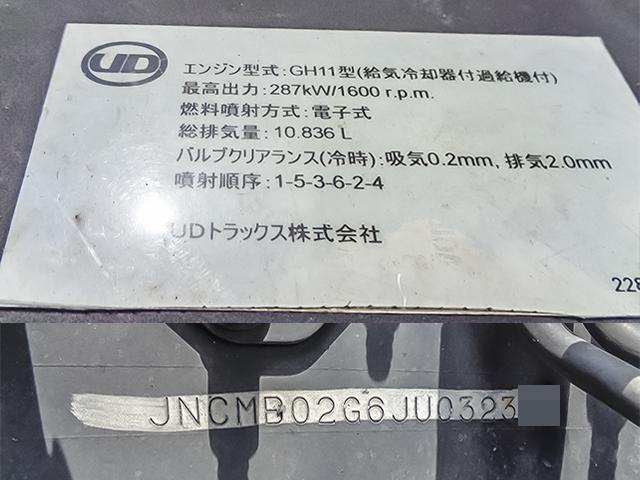 UD
エンジン型式:GH11型(給気冷却器付過給機付)
最高出力:287kW/1600 r.p.m.
燃料噴射方式:電子式
総排気量:10.836 L
バルブクリアランス(冷時):吸気0.2mm,排気2.0mm
噴射順序:1-5-3-6-2-4
UDトラックス株式会社
228
JNCMB02G6JU0323